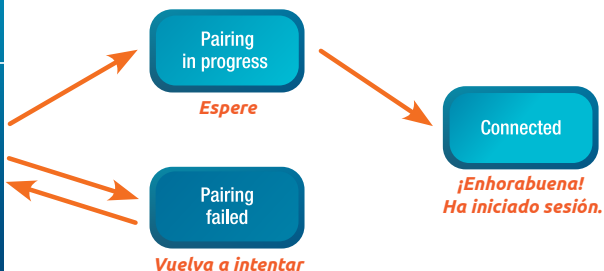 Pairing
in progress
Espere
Connected
¡Enhorabuena!
Ha iniciado sesión.
Pairing
failed
Vuelva a intentar